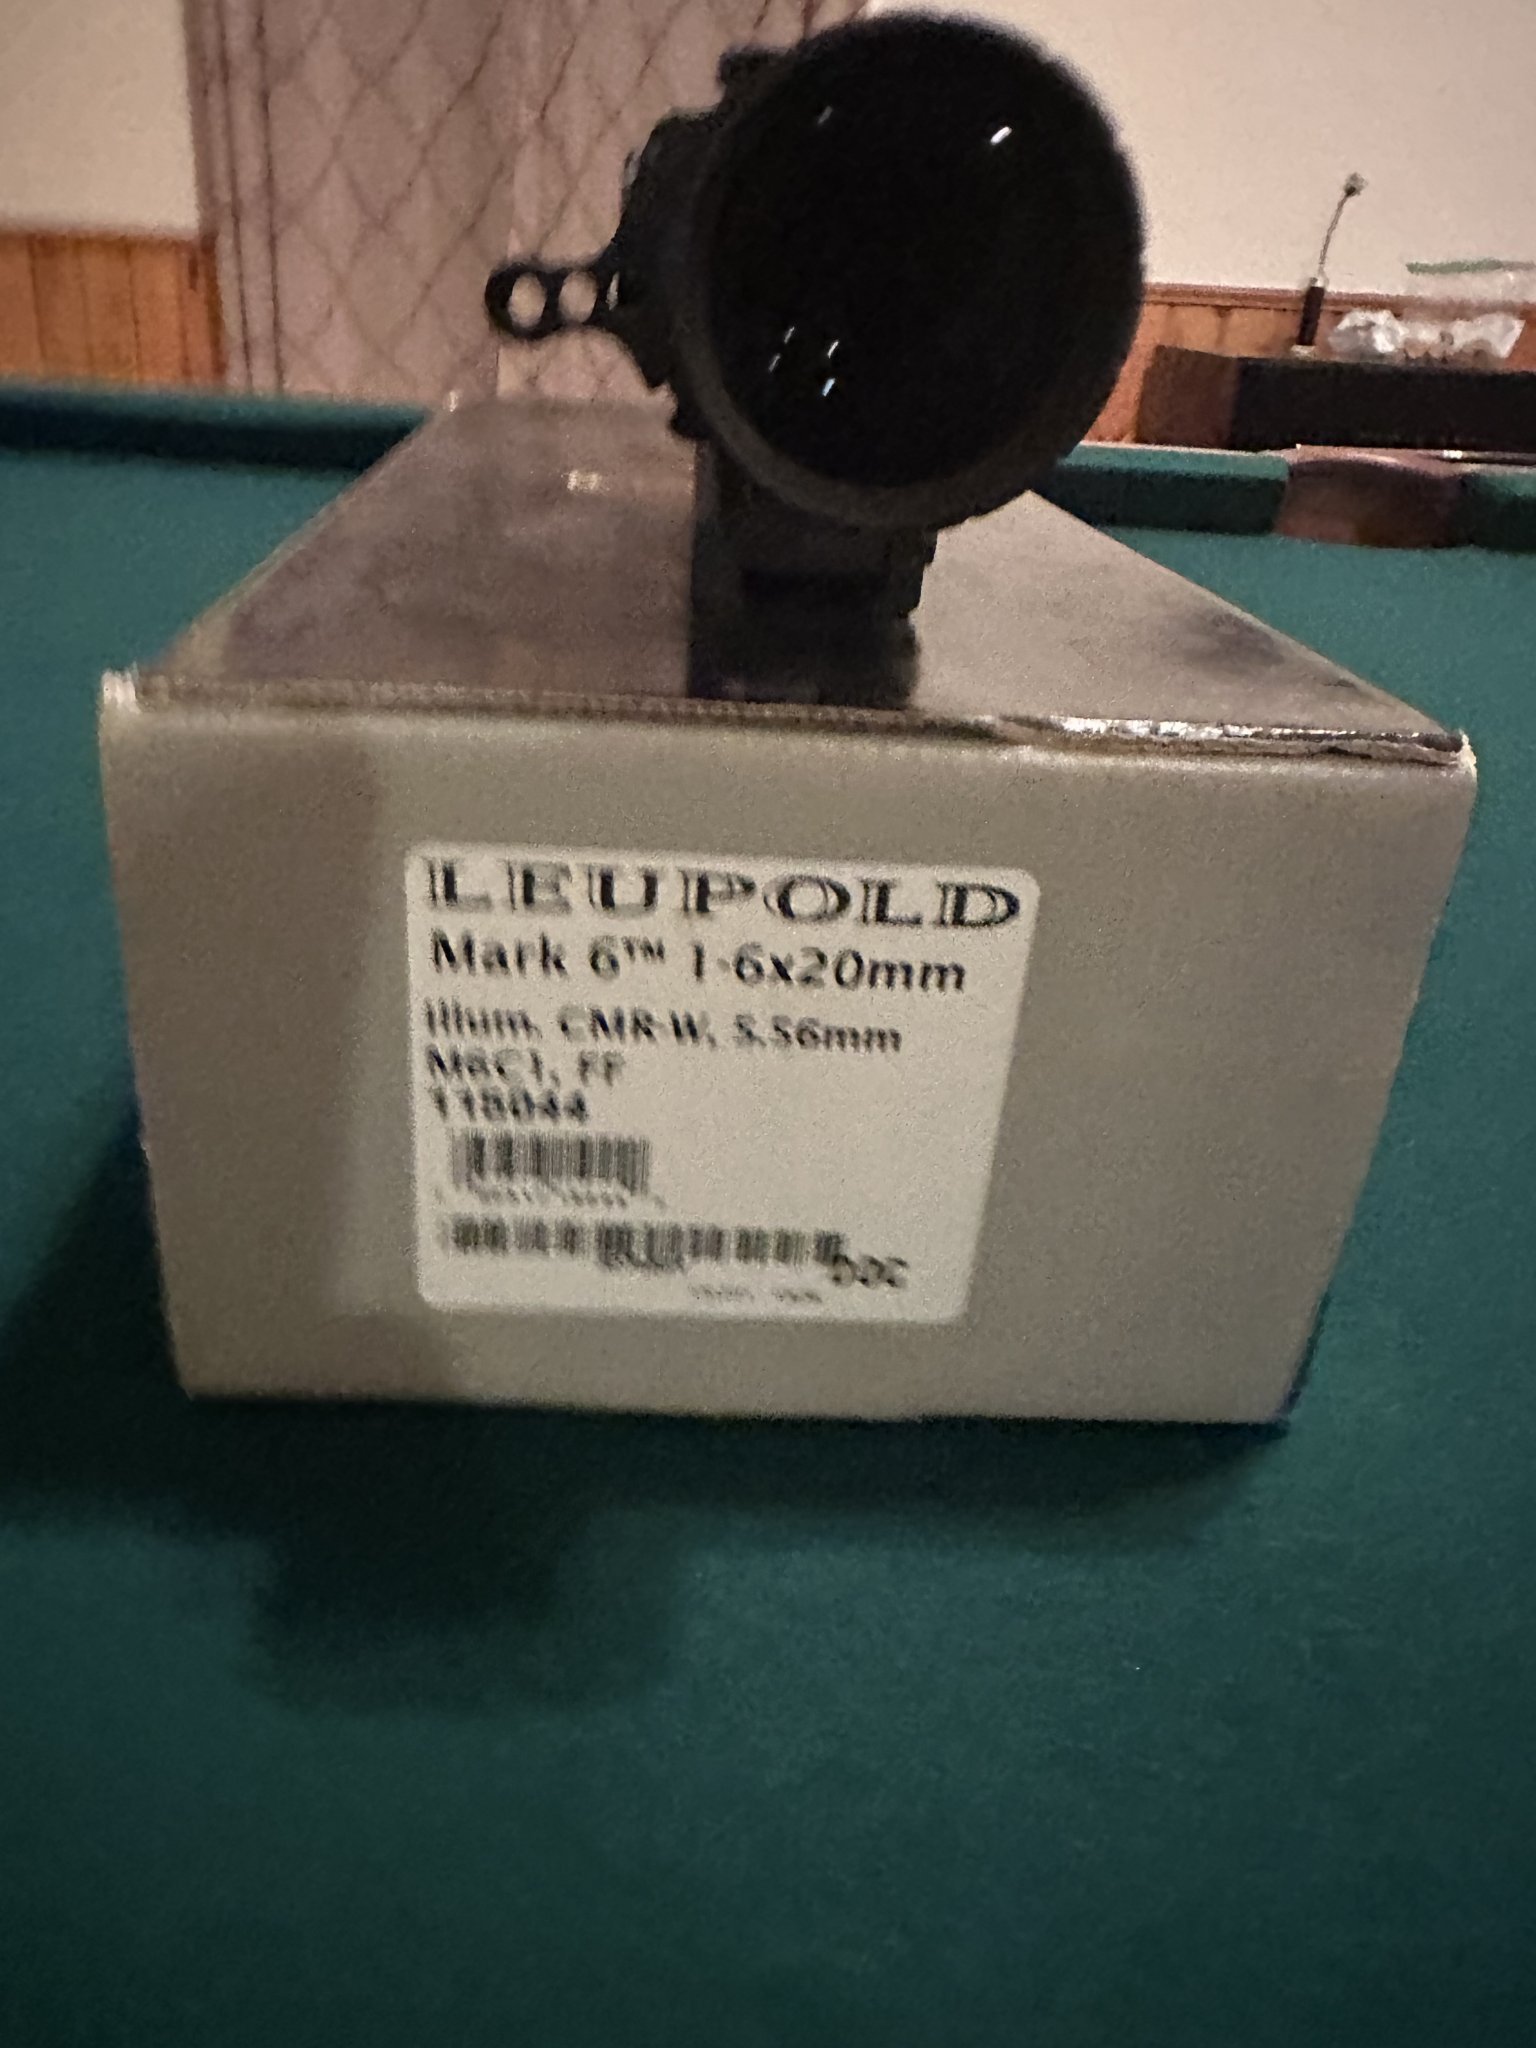 LEUPOLD
Mark 6™ 1-6x20mm
Illum. CMR-W, 5.56mm
M6C1, FF
118044